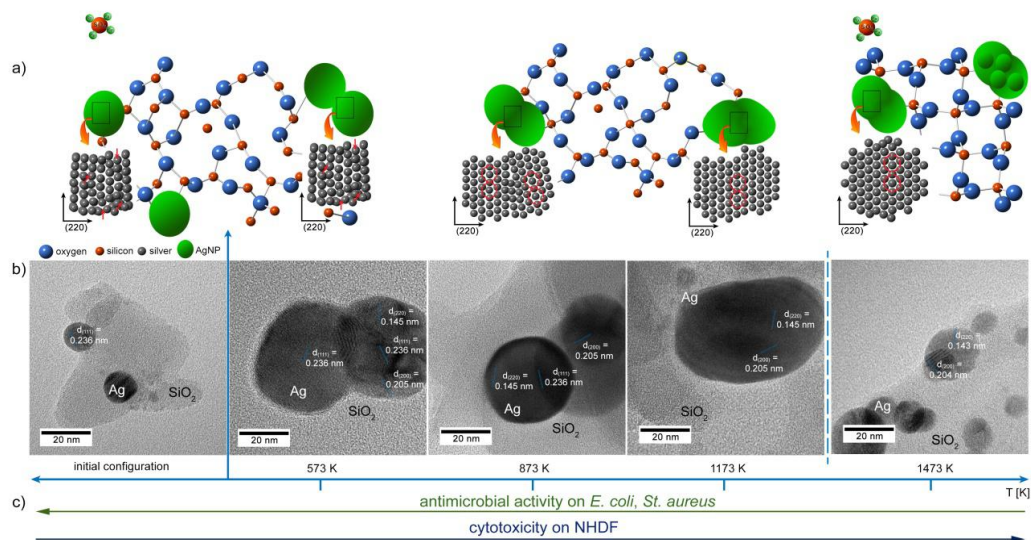 a)
(220)
(220)
(220)
(220)
(220)
oxygen silicon silver AgNP
b)
d(111) =
0.236 nm
Ag
SiO2
20 nm
d(111) =
0.236 nm
d(220) =
0.145 nm
d(111) =
0.236 nm
d(200) =
0.205 nm
Ag
SiO2
20 nm
d(200) =
0.205 nm
d(220) =
0.145 nm
d(111) =
0.236 nm
Ag
SiO2
20 nm
Ag
d(220) =
0.145 nm
d(200) =
0.205 nm
SiO2
20 nm
d(220) =
0.143 nm
d(200) =
0.204 nm
Ag
SiO2
20 nm
initial configuration 573 K 873 K 1173 K 1473 K
T [K]
c)
antimicrobial activity on E. coli, St. aureus
cytotoxicity on NHDF